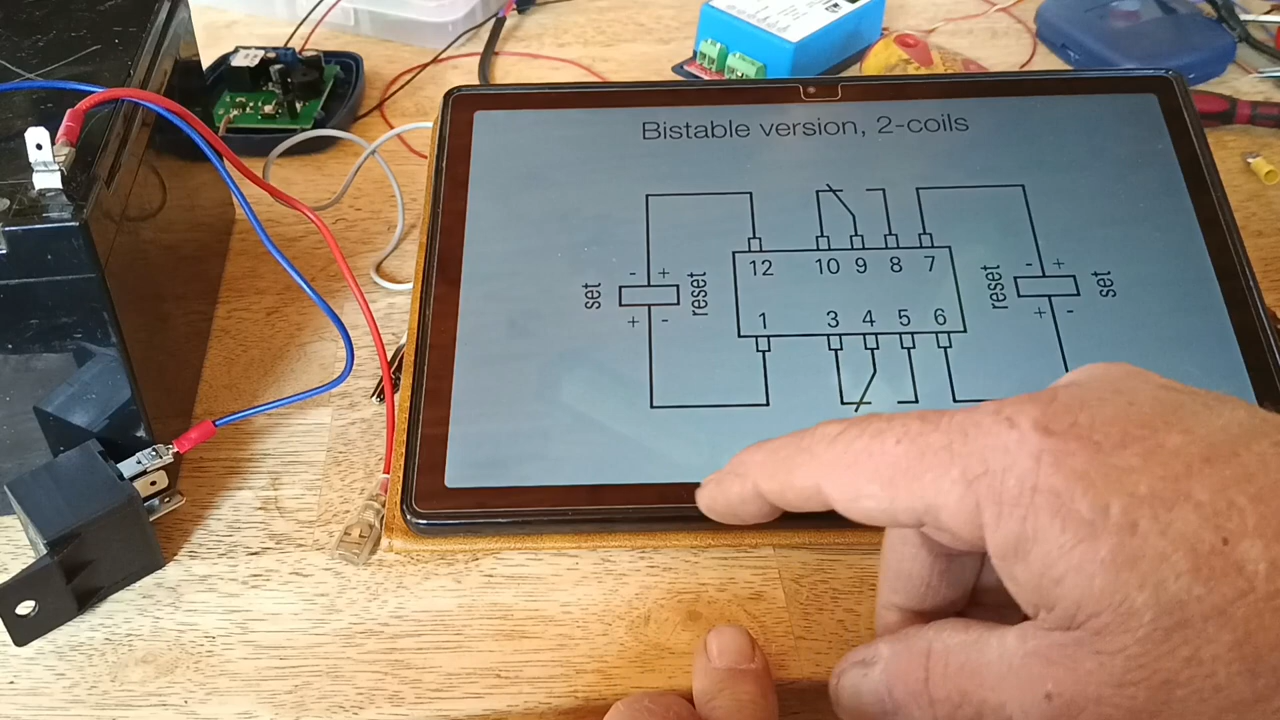 Bistable version, 2-coils
12 10 9 8 7
set - + reset
reset - + set
+ -
+ -
1 3 4 5 6